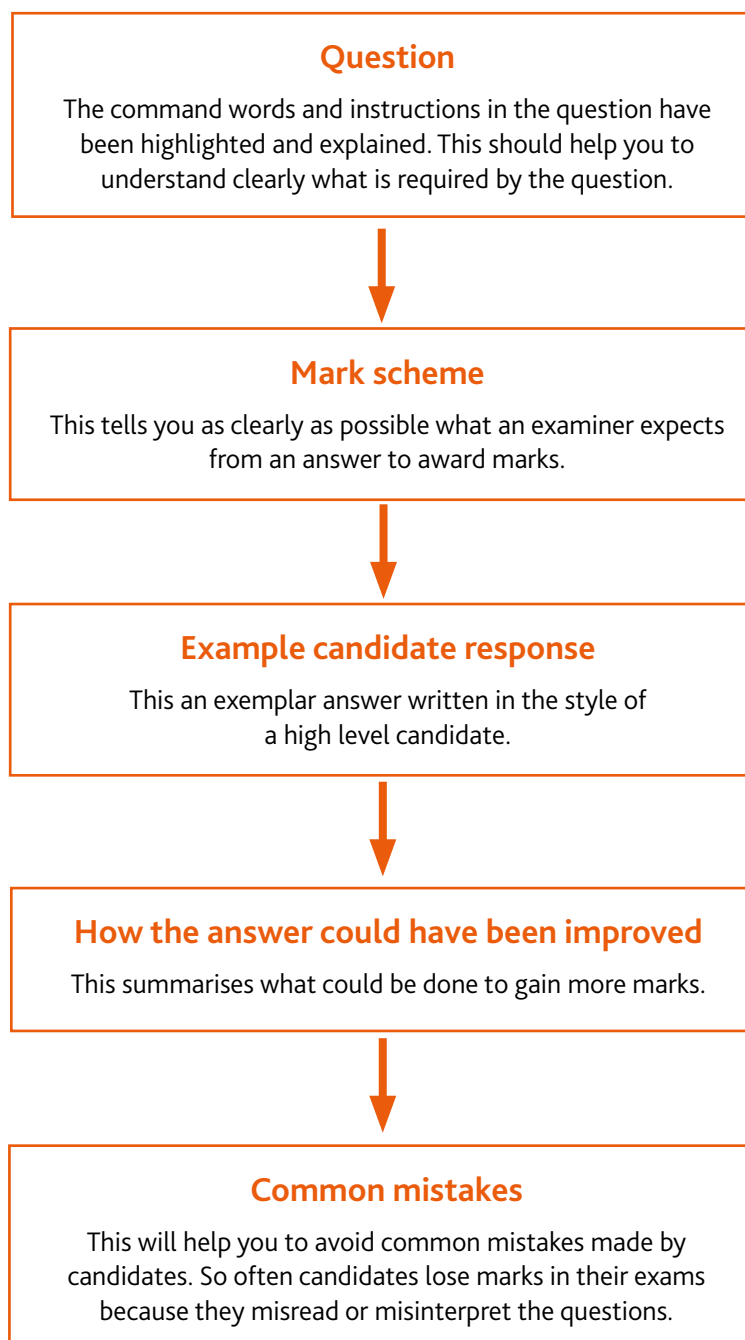 Question
The command words and instructions in the question have
been highlighted and explained. This should help you to
understand clearly what is required by the question.
Mark scheme
This tells you as clearly as possible what an examiner expects
from an answer to award marks.
Example candidate response
This an exemplar answer written in the style of
a high level candidate.
How the answer could have been improved
This summarises what could be done to gain more marks.
Common mistakes
This will help you to avoid common mistakes made by
candidates. So often candidates lose marks in their exams
because they misread or misinterpret the questions.